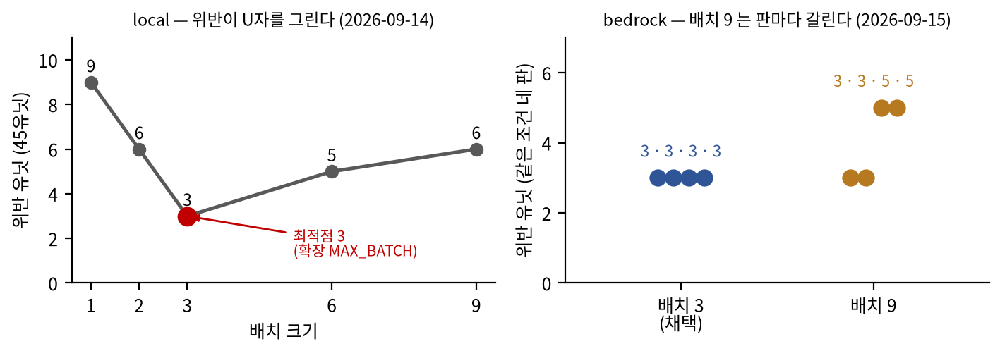 local — 위반이 U자를 그린다 (2026-09-14)
위반 유닛 (45유닛)
10
8
6
4
2
0
9
6
3
5
6
최적점 3
(확장 MAX_BATCH)
1
2
3
6
9
배치 크기
bedrock — 배치 9 는 판마다 갈린다 (2026-09-15)
위반 유닛 (같은 조건 네 판)
6
4
2
0
3 · 3 · 3 · 3
3 · 3 · 5 · 5
배치 3
(채택)
배치 9